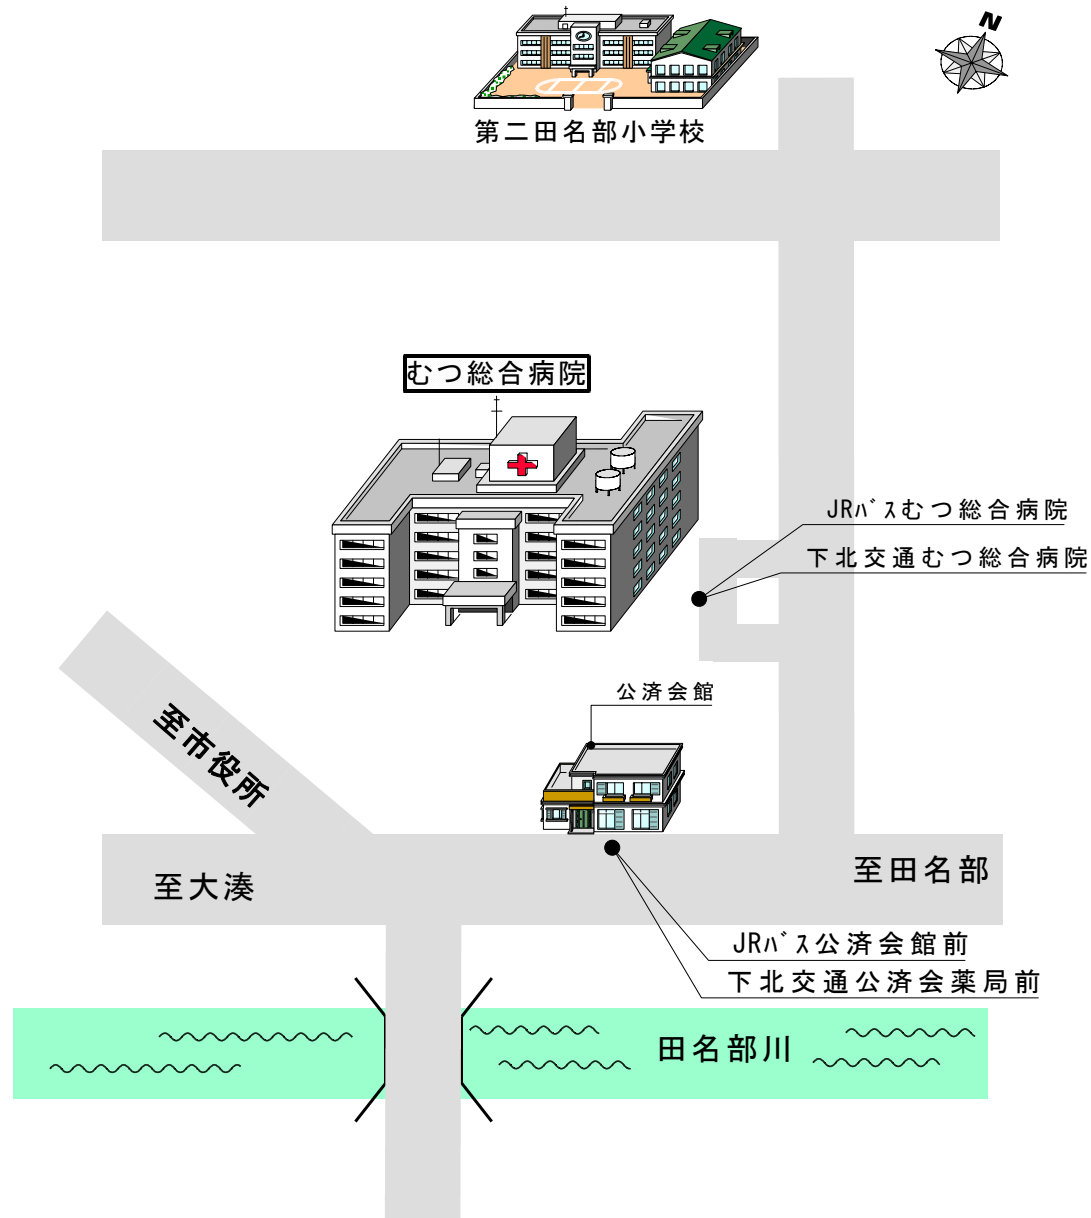 N
第二田名部小学校
むつ総合病院
JRﾊﾞｽむつ総合病院
下北交通むつ総合病院
公済会館
至市役所
至大湊
至田名部
JRﾊﾞｽ公済会館前
下北交通公済会薬局前
田名部川